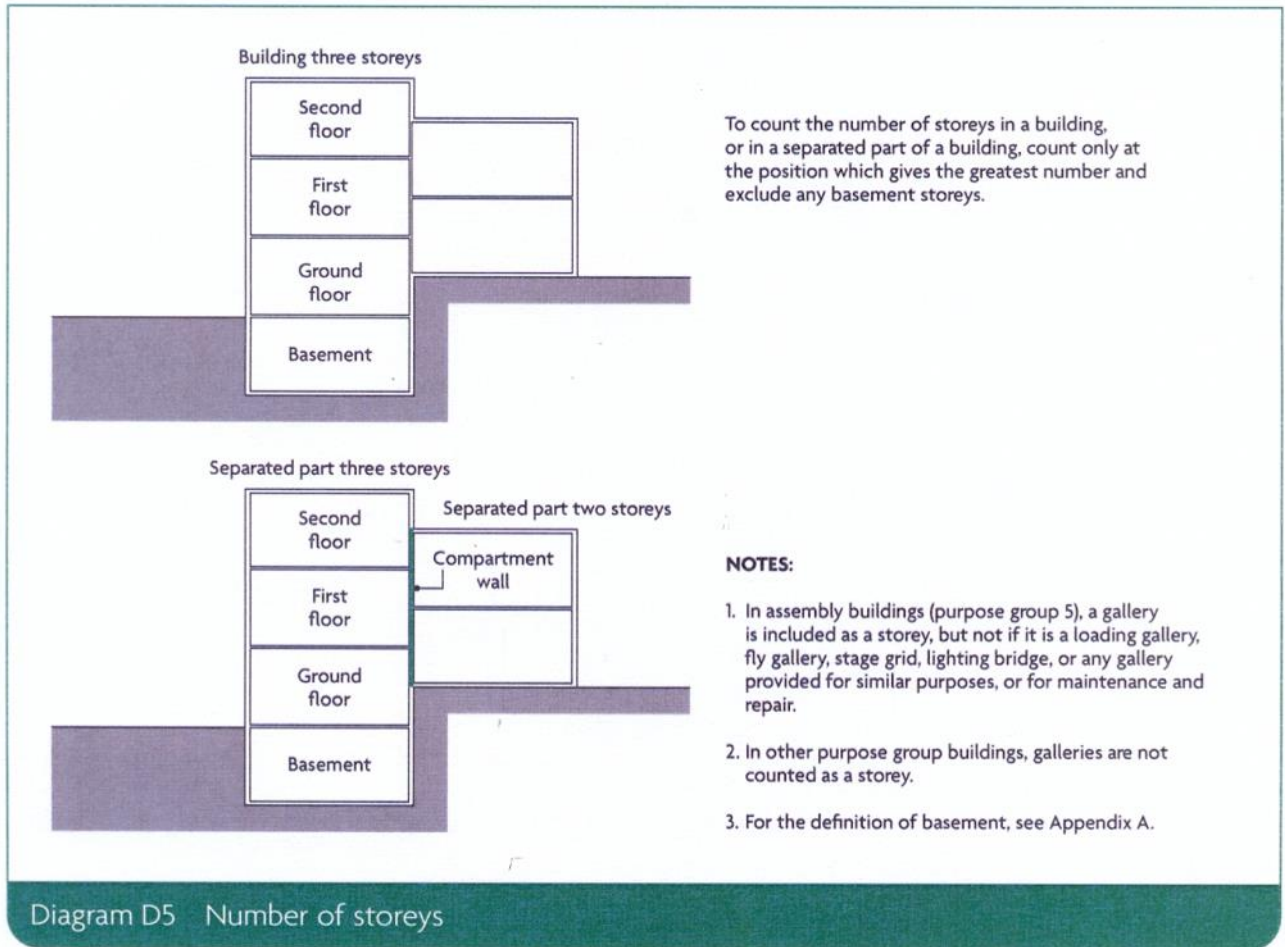 Building three storeys
Second
floor
First
floor
Ground
floor
Basement
To count the number of storeys in a building,
or in a separated part of a building, count only at
the position which gives the greatest number and
exclude any basement storeys.
Separated part three storeys
Separated part two storeys
Second
floor
Compartment
wall
First
floor
Ground
floor
Basement
NOTES:
1. In assembly buildings (purpose group 5), a gallery
is included as a storey, but not if it is a loading gallery,
fly gallery, stage grid, lighting bridge, or any gallery
provided for similar purposes, or for maintenance and
repair.
2. In other purpose group buildings, galleries are not
counted as a storey.
3. For the definition of basement, see Appendix A.
Diagram D5 Number of storeys